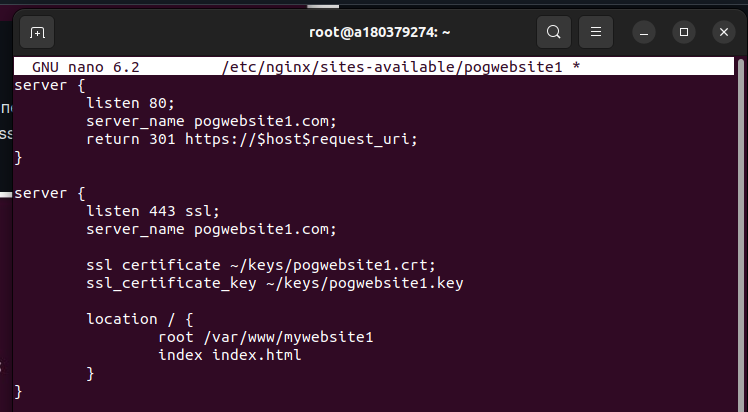 root@a180379274: ~
GNU nano 6.2 /etc/nginx/sites-available/pogwebsite1 *
server {
listen 80;
server_name pogwebsite1.com;
return 301 https://$host$request_uri;
}
server {
listen 443 ssl;
server_name pogwebsite1.com;
ssl certificate ~/keys/pogwebsite1.crt;
ssl_certificate_key ~/keys/pogwebsite1.key
location / {
root /var/www/mywebsite1
index index.html
}
}